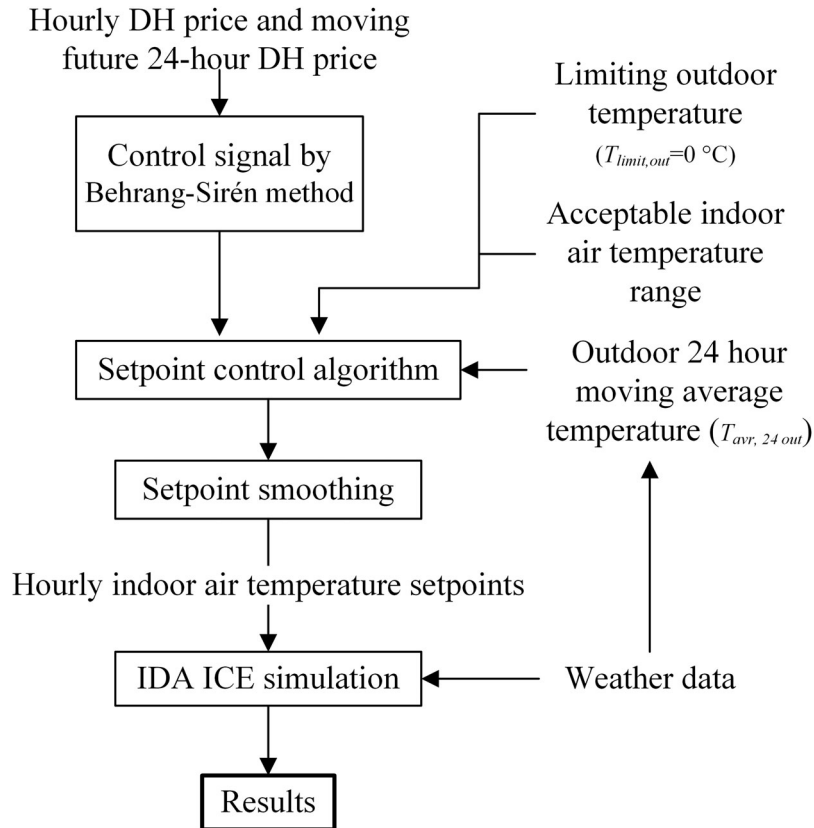 Hourly DH price and moving
future 24-hour DH price
Control signal by
Behrang-Sirén method
Limiting outdoor
temperature
(T_limit,out=0 °C)
Acceptable indoor
air temperature
range
Setpoint control algorithm
Outdoor 24 hour
moving average
temperature (T_avr, 24 out)
Setpoint smoothing
Hourly indoor air temperature setpoints
IDA ICE simulation
Weather data
Results